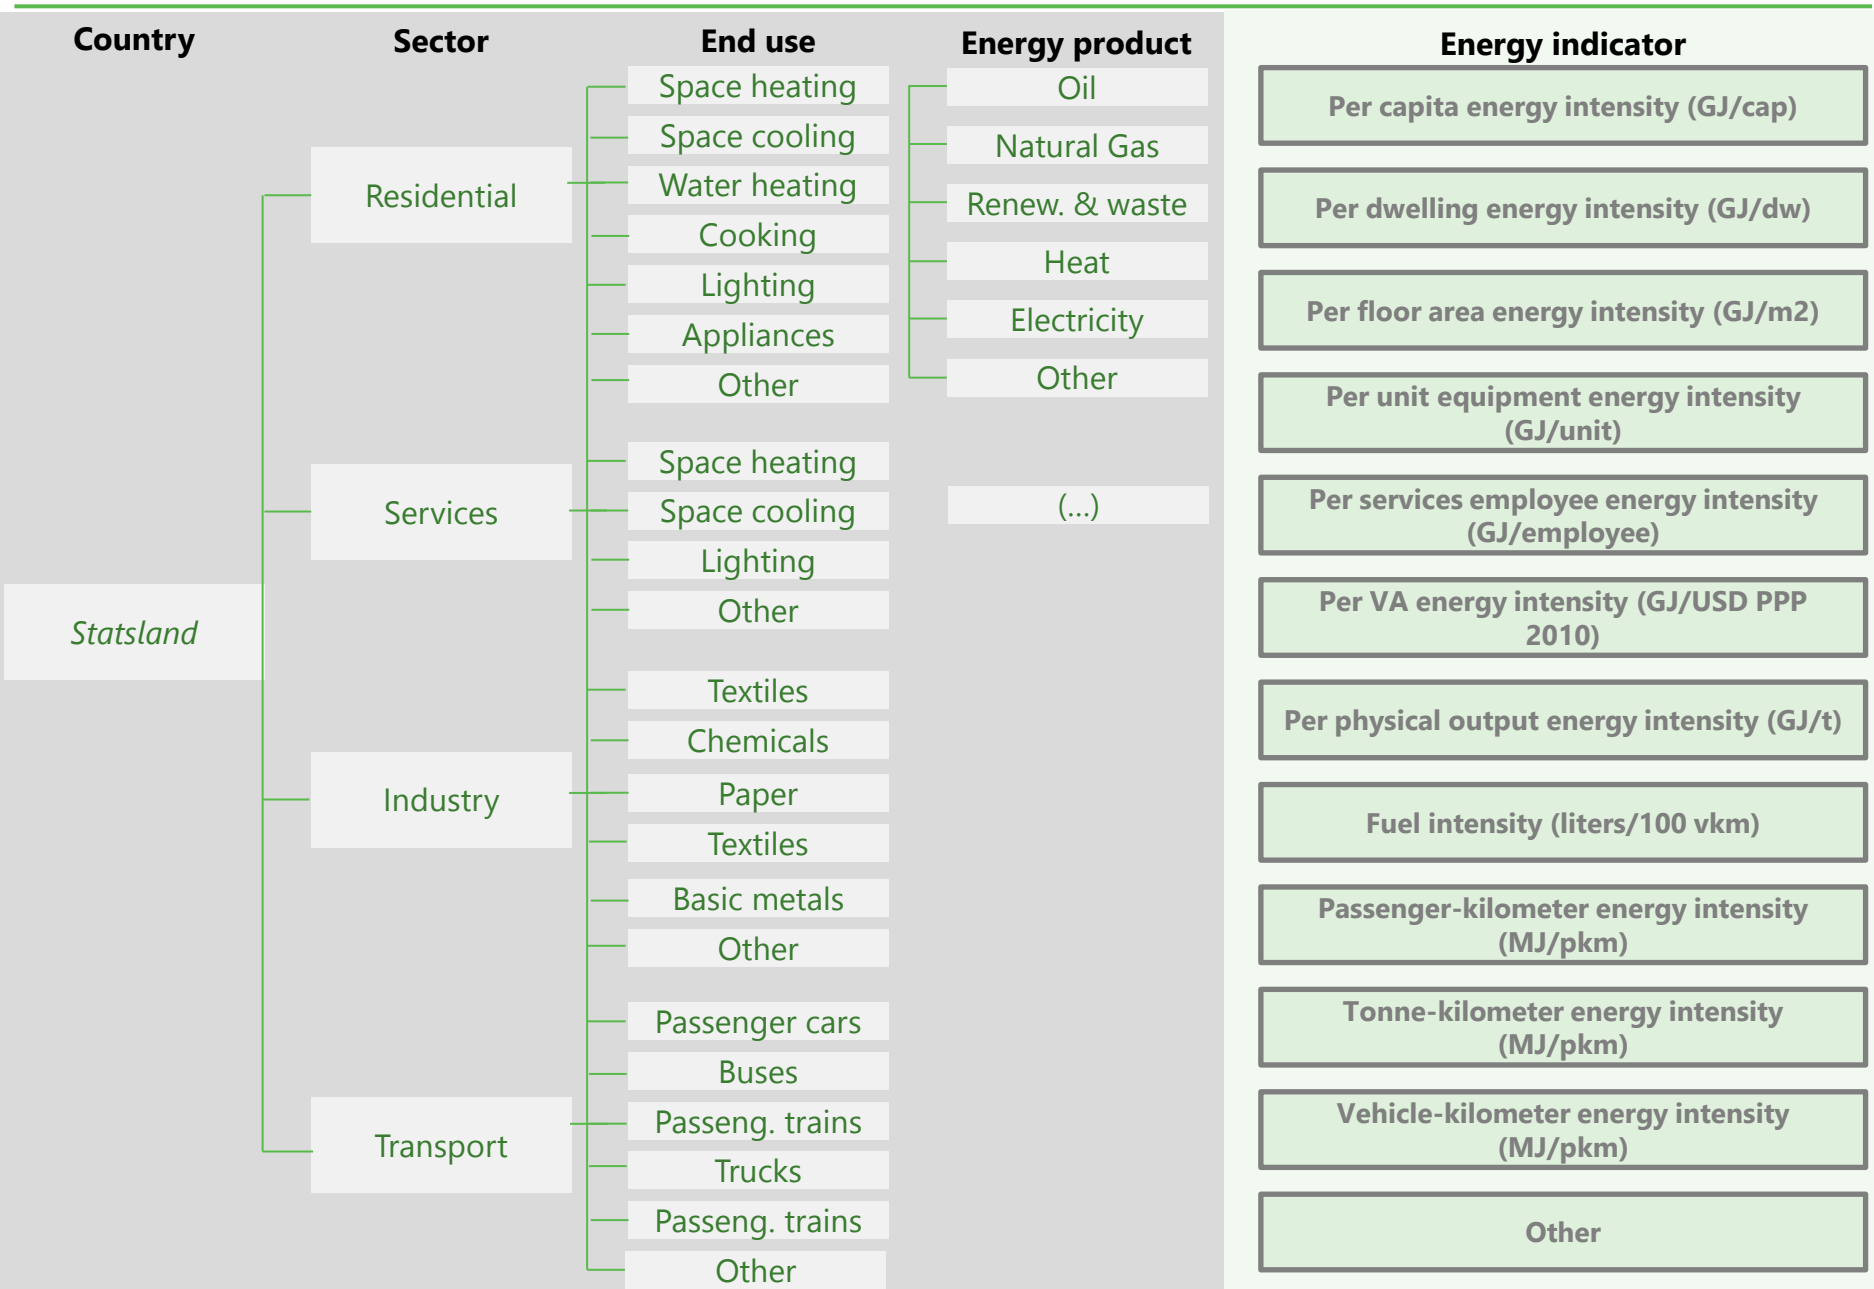 Country
Sector
End use
Energy product
Energy indicator
Statsland
Residential
Services
Industry
Transport
Space heating
Space cooling
Water heating
Cooking
Lighting
Appliances
Other
Space heating
Space cooling
Lighting
Other
Textiles
Chemicals
Paper
Textiles
Basic metals
Other
Passenger cars
Buses
Passeng. trains
Trucks
Passeng. trains
Other
Oil
Natural Gas
Renew. & waste
Heat
Electricity
Other
(...)
Per capita energy intensity (GJ/cap)
Per dwelling energy intensity (GJ/dw)
Per floor area energy intensity (GJ/m2)
Per unit equipment energy intensity
(GJ/unit)
Per services employee energy intensity
(GJ/employee)
Per VA energy intensity (GJ/USD PPP
2010)
Per physical output energy intensity (GJ/t)
Fuel intensity (liters/100 vkm)
Passenger-kilometer energy intensity
(MJ/pkm)
Tonne-kilometer energy intensity
(MJ/pkm)
Vehicle-kilometer energy intensity
(MJ/pkm)
Other